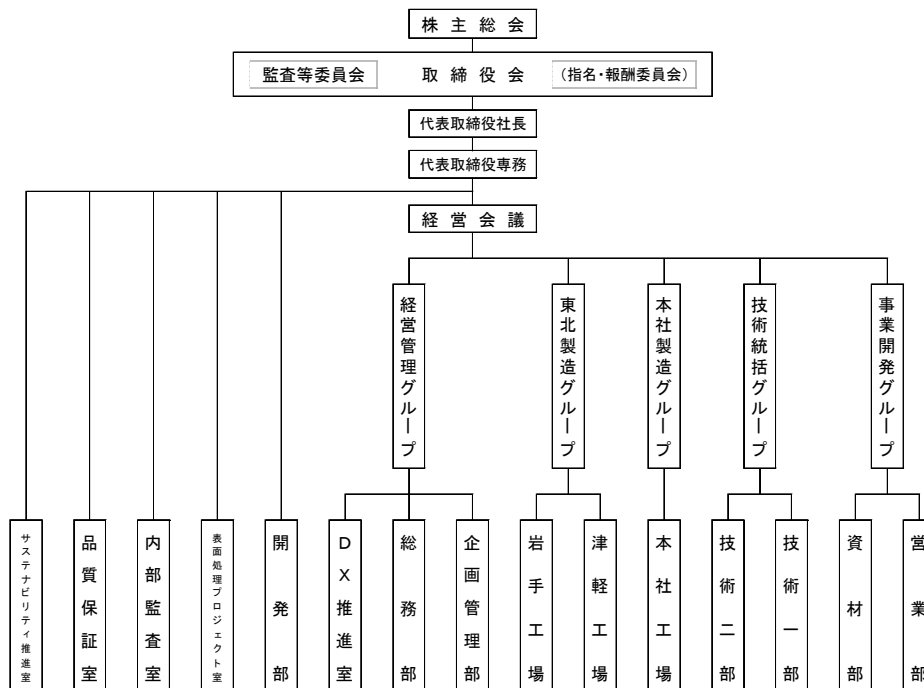 株主総会
監査等委員会 取締役会 (指名・報酬委員会)
代表取締役社長
代表取締役専務
経営会議
経営管理グループ
東北製造グループ
本社製造グループ
技術統括グループ
事業開発グループ
サステナビリティ推進室
品質保証室
内部監査室
表面処理プロジェクト室
開発部
DX推進室
総務部
企画管理部
岩手工場
津軽工場
本社工場
技術二部
技術一部
資材部
営業部